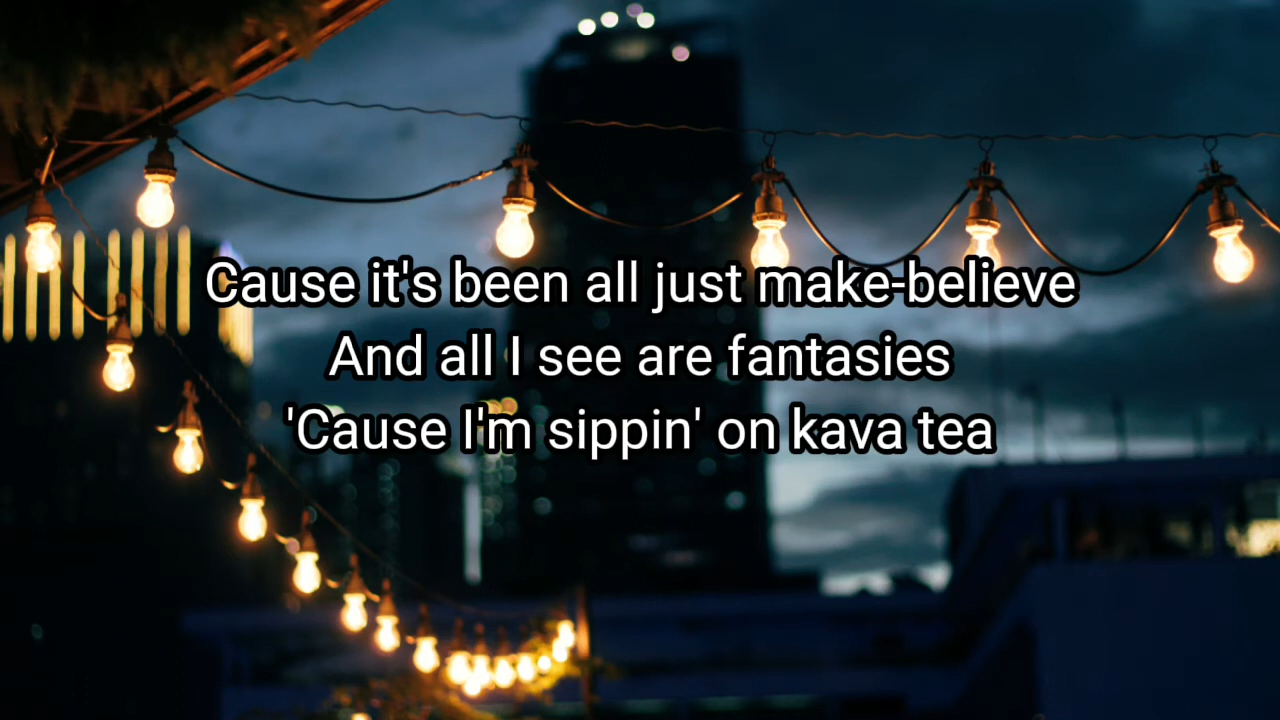 Cause it's been all just make-believe
And all I see are fantasies
'Cause I'm sippin' on kava tea